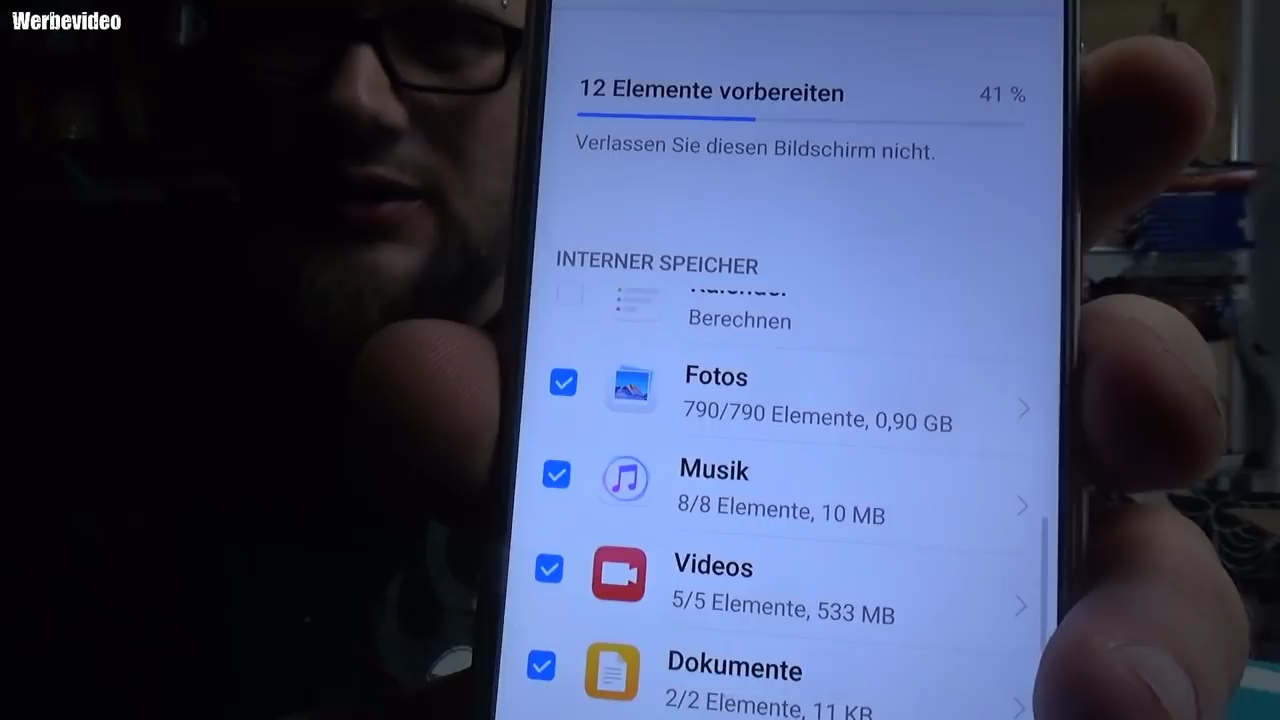 Werbevideo
12 Elemente vorbereiten 41 %
Verlassen Sie diesen Bildschirm nicht.
INTERNER SPEICHER
Kalender
Berechnen
Fotos
790/790 Elemente, 0,90 GB
Musik
8/8 Elemente, 10 MB
Videos
5/5 Elemente, 533 MB
Dokumente
2/2 Elemente, 11 KB